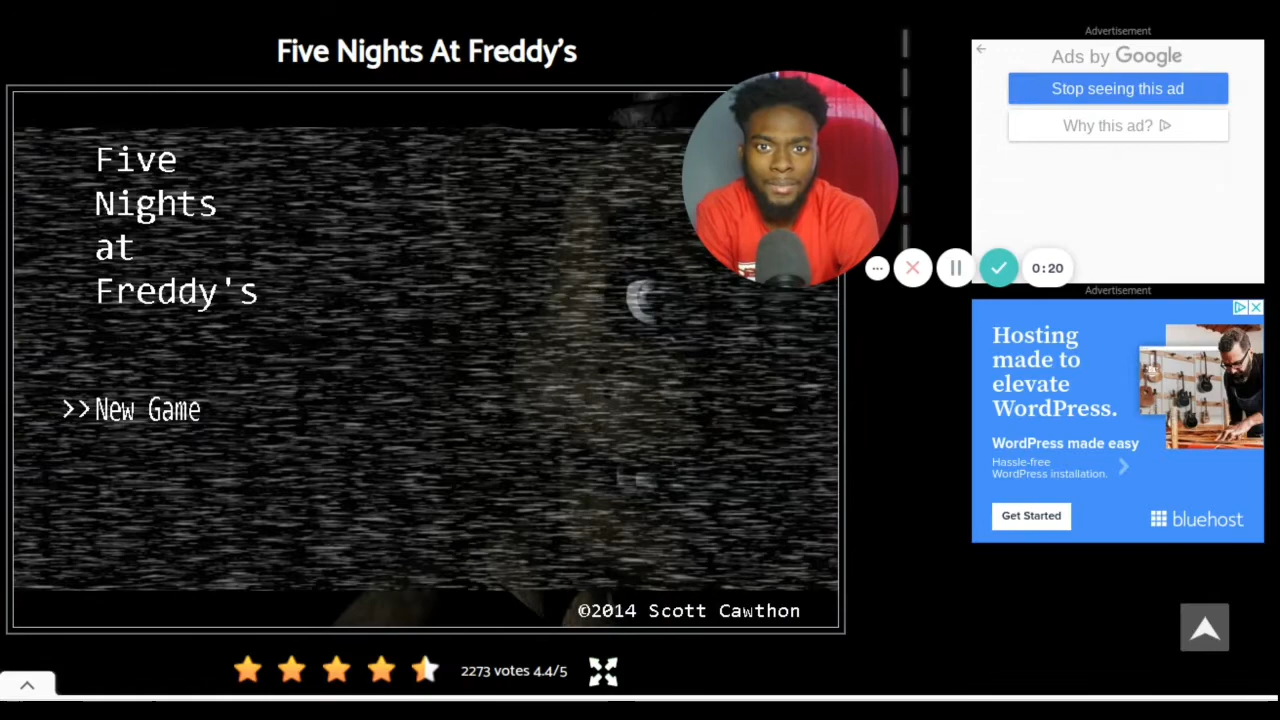 Five Nights At Freddy's
Advertisement
Ads by Google
Stop seeing this ad
Why this ad?
Five
Nights
at
Freddy's
0:20
Advertisement
Hosting
made to
elevate
WordPress.
>>New Game
WordPress made easy
Hassle-free
WordPress installation.
Get Started
bluehost
©2014 Scott Cawthon
2273 votes 4.4/5